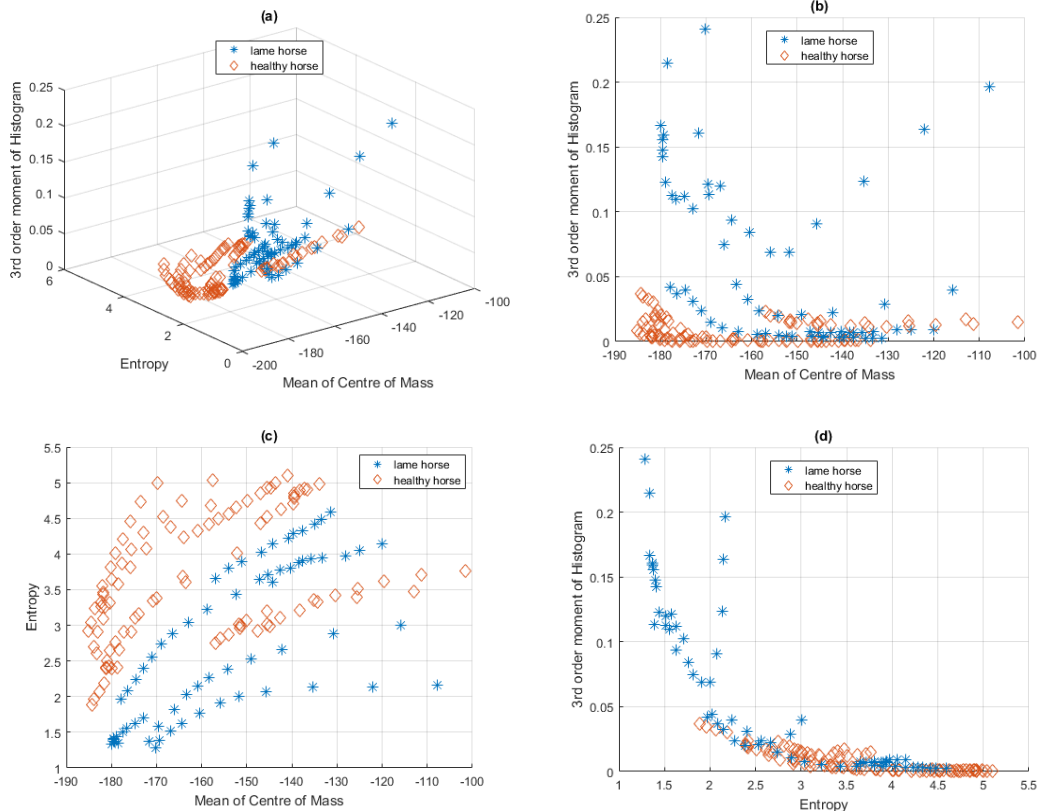 (a)
lame horse
healthy horse
3rd order moment of Histogram
0.25
0.2
0.15
0.1
0.05
0
6
4
2
0
Entropy
-200
-180
-160
-140
-120
-100
Mean of Centre of Mass
(b)
lame horse
healthy horse
3rd order moment of Histogram
0.25
0.2
0.15
0.1
0.05
0
-190 -180 -170 -160 -150 -140 -130 -120 -110 -100
Mean of Centre of Mass
(c)
lame horse
healthy horse
Entropy
5.5
5
4.5
4
3.5
3
2.5
2
1.5
1
-190 -180 -170 -160 -150 -140 -130 -120 -110 -100
Mean of Centre of Mass
(d)
lame horse
healthy horse
3rd order moment of Histogram
0.25
0.2
0.15
0.1
0.05
0
1 1.5 2 2.5 3 3.5 4 4.5 5 5.5
Entropy